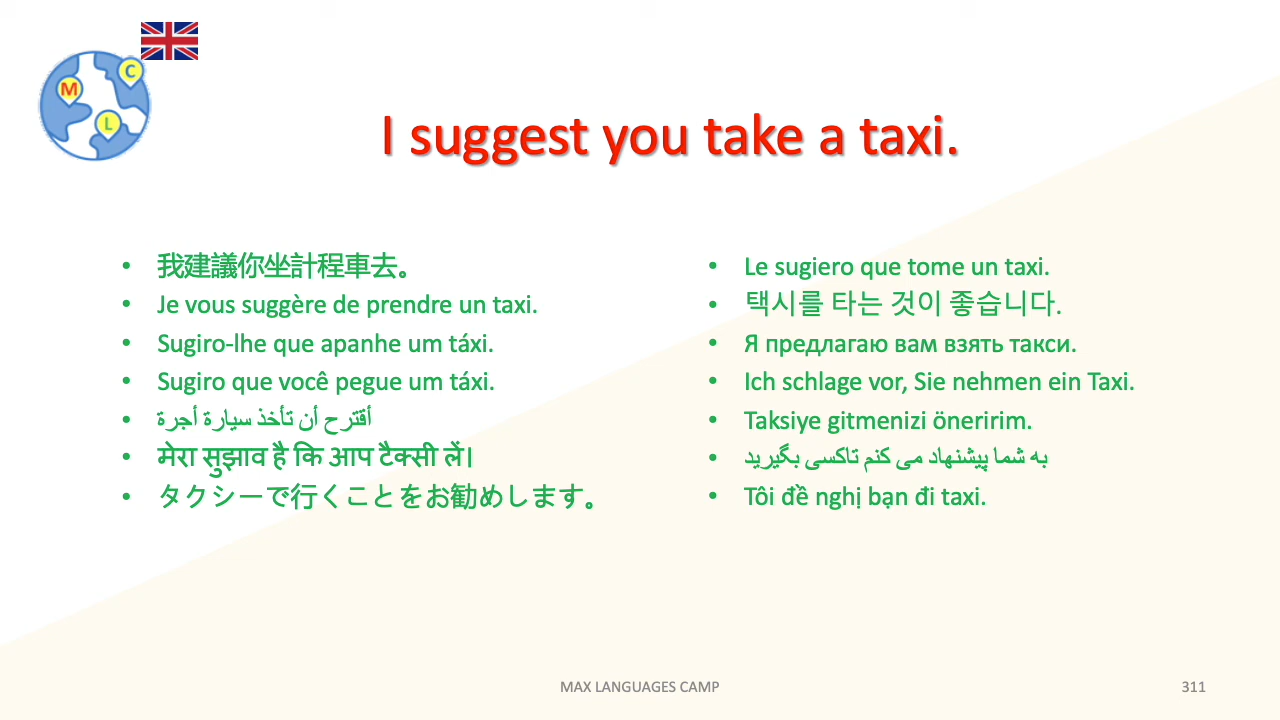 C
M
L
I suggest you take a taxi.
• 我建議你坐計程車去。
• Je vous suggère de prendre un taxi.
• Sugiro-lhe que apanhe um táxi.
• Sugiro que você pegue um táxi.
• أقترح أن تأخذ سيارة أجرة
• मेरा सुझाव है कि आप टैक्सी लें।
• タクシーで行くことをお勧めします。
• Le sugiero que tome un taxi.
• 택시를 타는 것이 좋습니다.
• Я предлагаю вам взять такси.
• Ich schlage vor, Sie nehmen ein Taxi.
• Taksiye gitmenizi öneririm.
• به شما پیشنهاد می کنم تاکسی بگیرید
• Tôi đề nghị bạn đi taxi.
MAX LANGUAGES CAMP
311